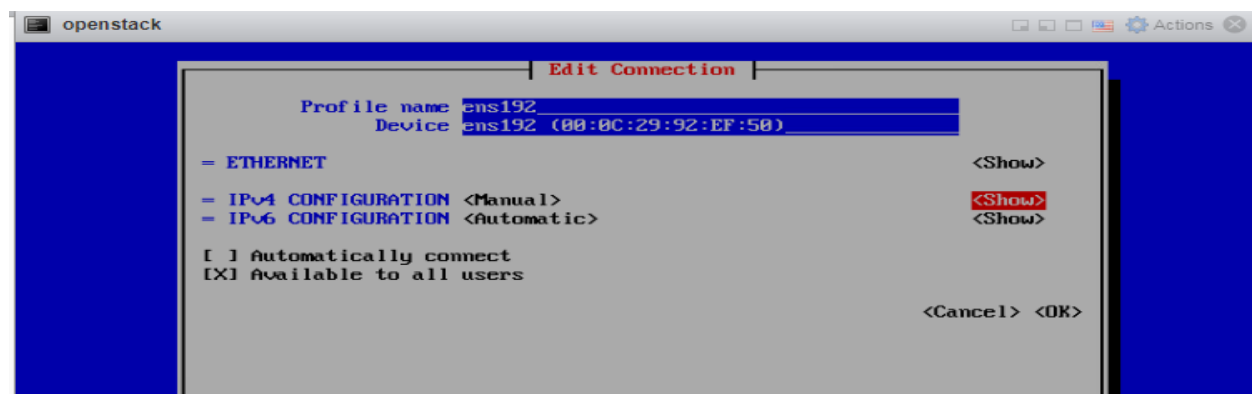 openstack
Actions
Edit Connection
Profile name ens192
Device ens192 (00:0C:29:92:EF:50)
= ETHERNET <Show>
= IPv4 CONFIGURATION <Manual> <Show>
= IPv6 CONFIGURATION <Automatic> <Show>
[ ] Automatically connect
[X] Available to all users
<Cancel> <OK>